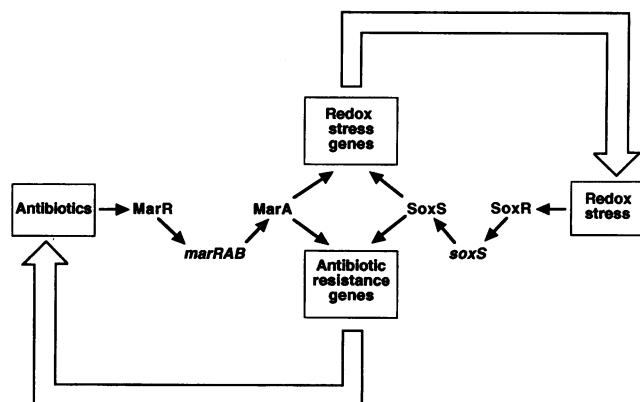 Redox
stress
genes
Antibiotics
MarR
MarA
SoxS
SoxR
Redox
stress
marRAB
soxS
Antibiotic
resistance
genes